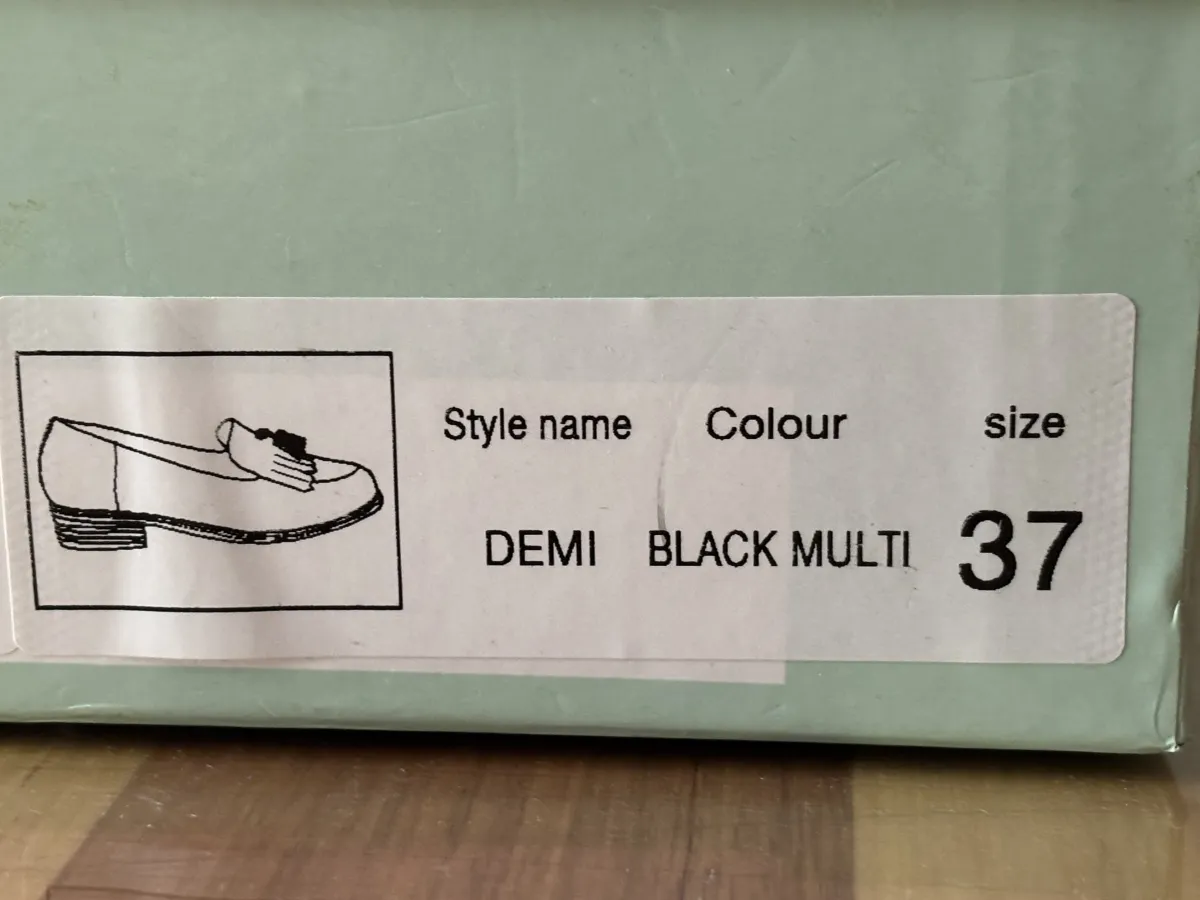 Style name Colour size
DEMI BLACK MULTI 37